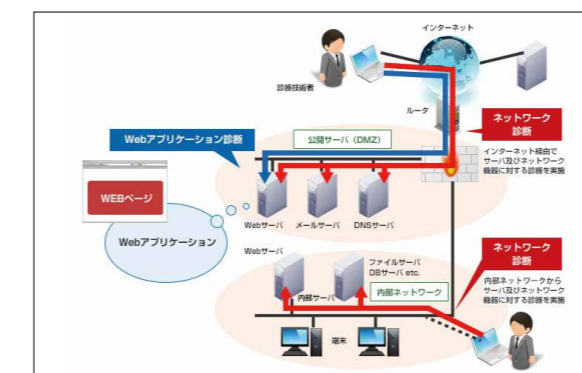 インターネット
診断技術者
ルータ
ネットワーク
診断
インターネット経由で
サーバ及びネットワーク
機器に対する診断を実施
Webアプリケーション診断
公開サーバ（DMZ）
WEBページ
Webサーバ
メールサーバ
DNSサーバ
Webアプリケーション
Webサーバ
ファイルサーバ
DBサーバ etc.
内部サーバ
内部ネットワーク
ネットワーク
診断
内部ネットワークから
サーバ及びネットワーク
機器に対する診断を実施
端末